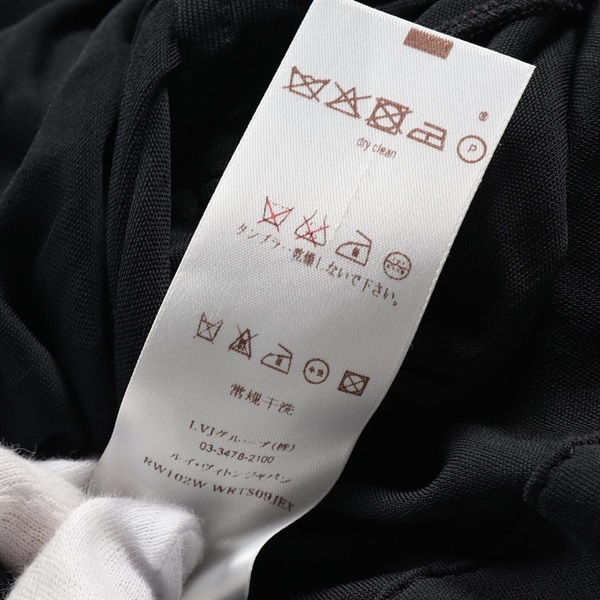 P
dry clean
タンブラー乾燥しないで下さい。
常规干洗
LVJグループ(株)
03-3478-2100
ルイ・ヴィトンジャパン
RW102W WRTS09JEX